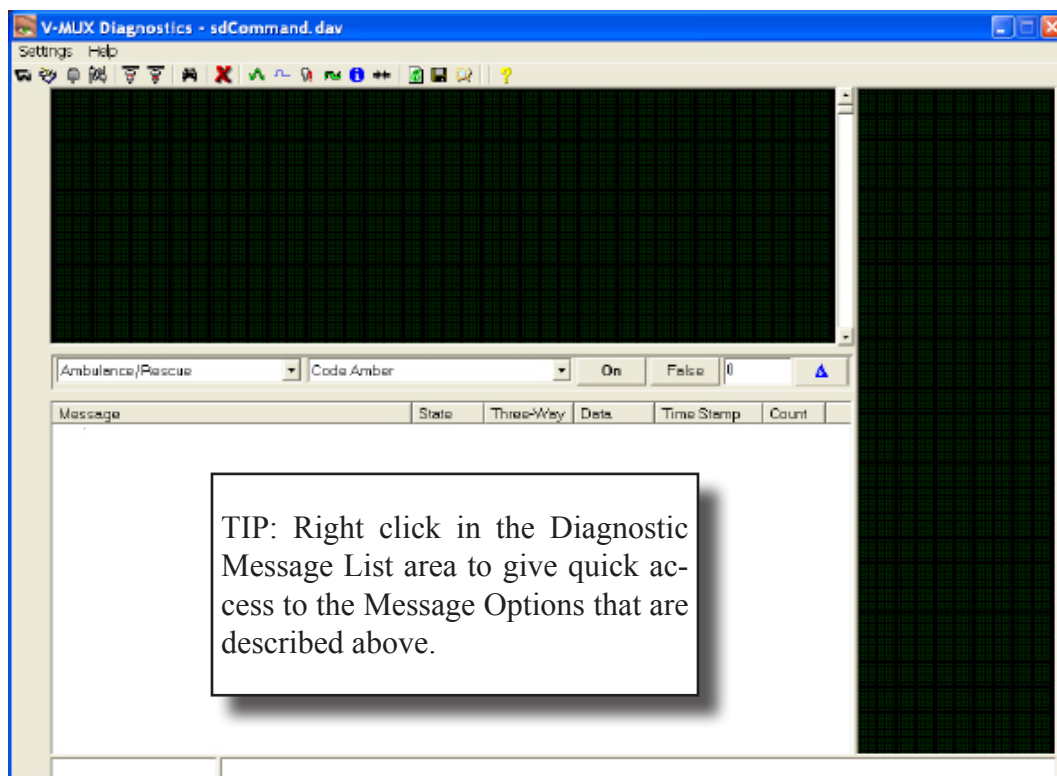 V-MUX Diagnostics - sdCommand.dav
Settings Help
Ambulance/Rescue Code Amber On False 0
Message State Three-Way Data Time Stamp Count
TIP: Right click in the Diagnostic
Message List area to give quick ac-
cess to the Message Options that are
described above.